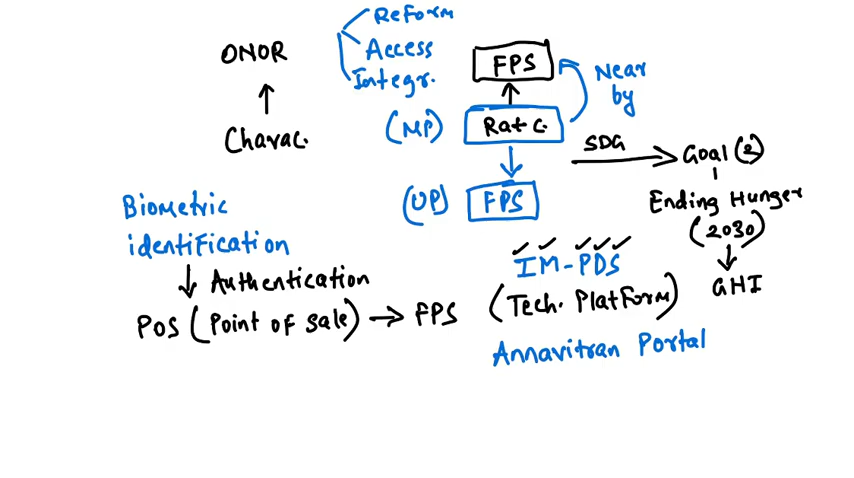 ONOR
Reform
Access
Integr.
FPS
Near
by
Charac.
(MP)
Rat C.
SDG
Goal (2)
Ending Hunger
(2030)
GHI
(UP)
FPS
Biometric
identification
Authentication
POS (Point of sale) → FPS
IM-PDS
(Tech. Platform)
Annavitran Portal